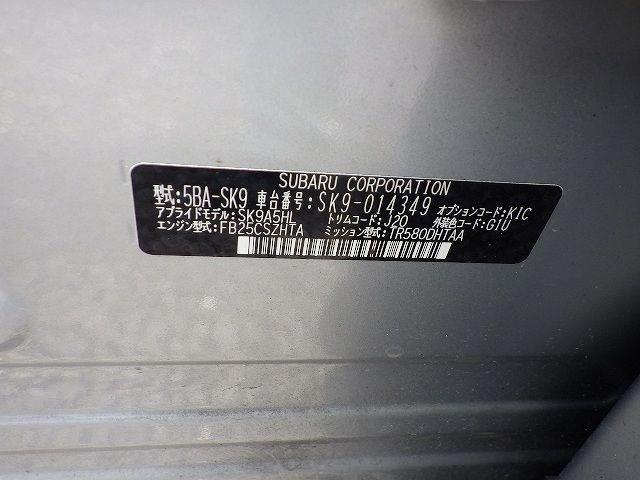 SUBARU CORPORATION
型式:5BA-SK9 車台番号:SK9-014349 オプションコード:KIC
アプライドモデル:SK9A5HL トリムコード:J20 外装色コード:G1U
エンジン型式:FB25CSZHTA ミッション型式:TR580DHTAA